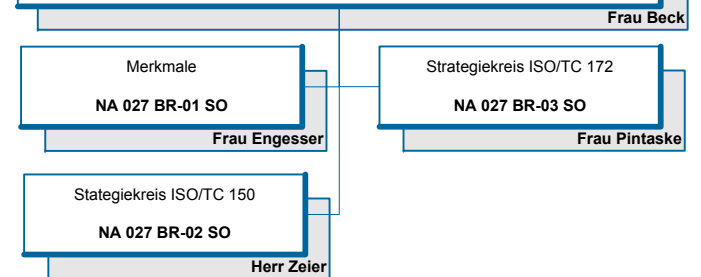 Frau Beck
Merkmale
NA 027 BR-01 SO
Frau Engesser
Strategiekreis ISO/TC 172
NA 027 BR-03 SO
Frau Pintaske
Stategiekreis ISO/TC 150
NA 027 BR-02 SO
Herr Zeier